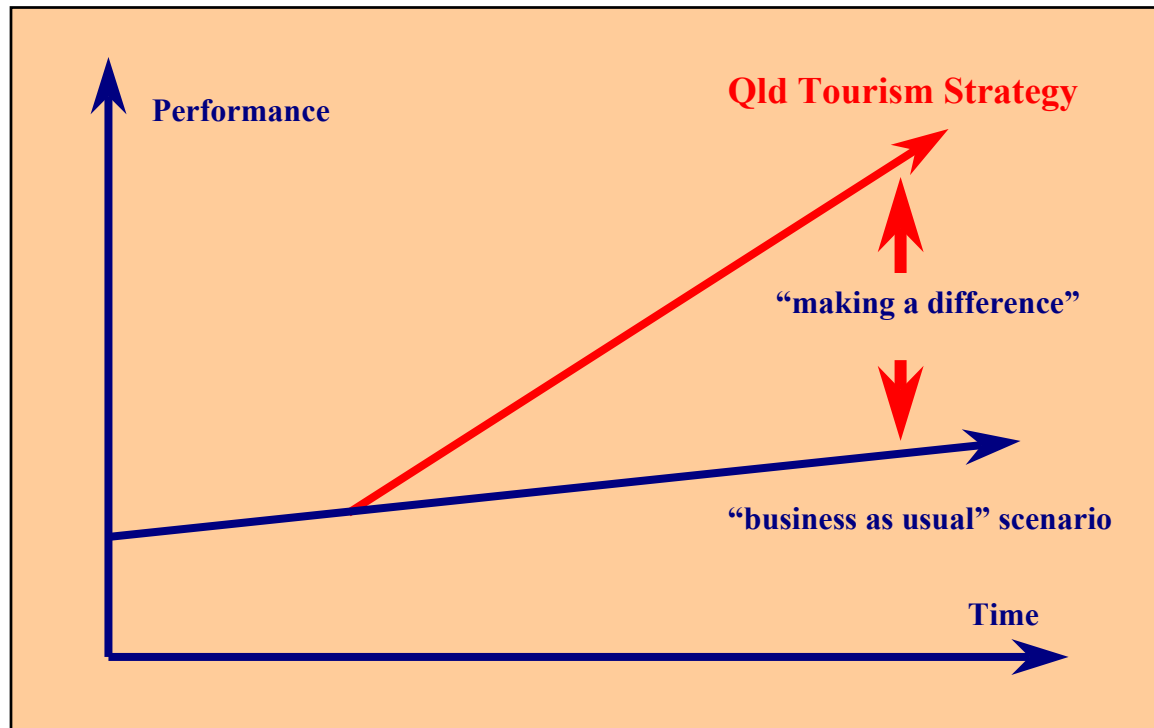 Qld Tourism Strategy
Performance
“making a difference”
“business as usual” scenario
Time